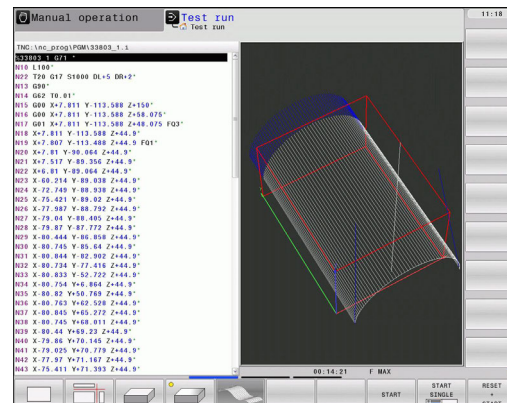 Manual operation
Test run
Test run
11:18
TNC:\nc_prog\PGM\33803_1.i
%33803_1 G71 *
N10 L100*
N22 T20 G17 S1000 DL+5 DR+2*
N13 G90*
N14 G62 T0.01*
N15 G00 X+7.811 Y-113.588 Z+150*
N16 G00 X+7.811 Y-113.588 Z+58.075*
N17 G01 X+7.811 Y-113.588 Z+48.075 FQ3*
N18 X+7.811 Y-113.588 Z+44.9*
N19 X+7.807 Y-113.488 Z+44.9 FQ1*
N20 X+7.81 Y-90.064 Z+44.9*
N21 X+7.517 Y-89.356 Z+44.9*
N22 X+6.81 Y-89.064 Z+44.9*
N23 X-60.214 Y-89.038 Z+44.9*
N24 X-72.749 Y-88.938 Z+44.9*
N25 X-75.421 Y-89.02 Z+44.9*
N26 X-77.987 Y-88.792 Z+44.9*
N27 X-79.04 Y-88.405 Z+44.9*
N28 X-79.87 Y-87.772 Z+44.9*
N29 X-80.444 Y-86.858 Z+44.9*
N30 X-80.745 Y-85.64 Z+44.9*
N31 X-80.844 Y-82.902 Z+44.9*
N32 X-80.734 Y-77.416 Z+44.9*
N33 X-80.833 Y-52.722 Z+44.9*
N34 X-80.754 Y+6.864 Z+44.9*
N35 X-80.82 Y+50.769 Z+44.9*
N36 X-80.763 Y+62.528 Z+44.9*
N37 X-80.845 Y+65.272 Z+44.9*
N38 X-80.745 Y+68.011 Z+44.9*
N39 X-80.44 Y+69.23 Z+44.9*
N40 X-79.86 Y+70.145 Z+44.9*
N41 X-79.025 Y+70.779 Z+44.9*
N42 X-77.97 Y+71.167 Z+44.9*
N43 X-75.411 Y+71.393 Z+44.9*
00:14:21 F MAX
START
START
SINGLE
RESET
+
START